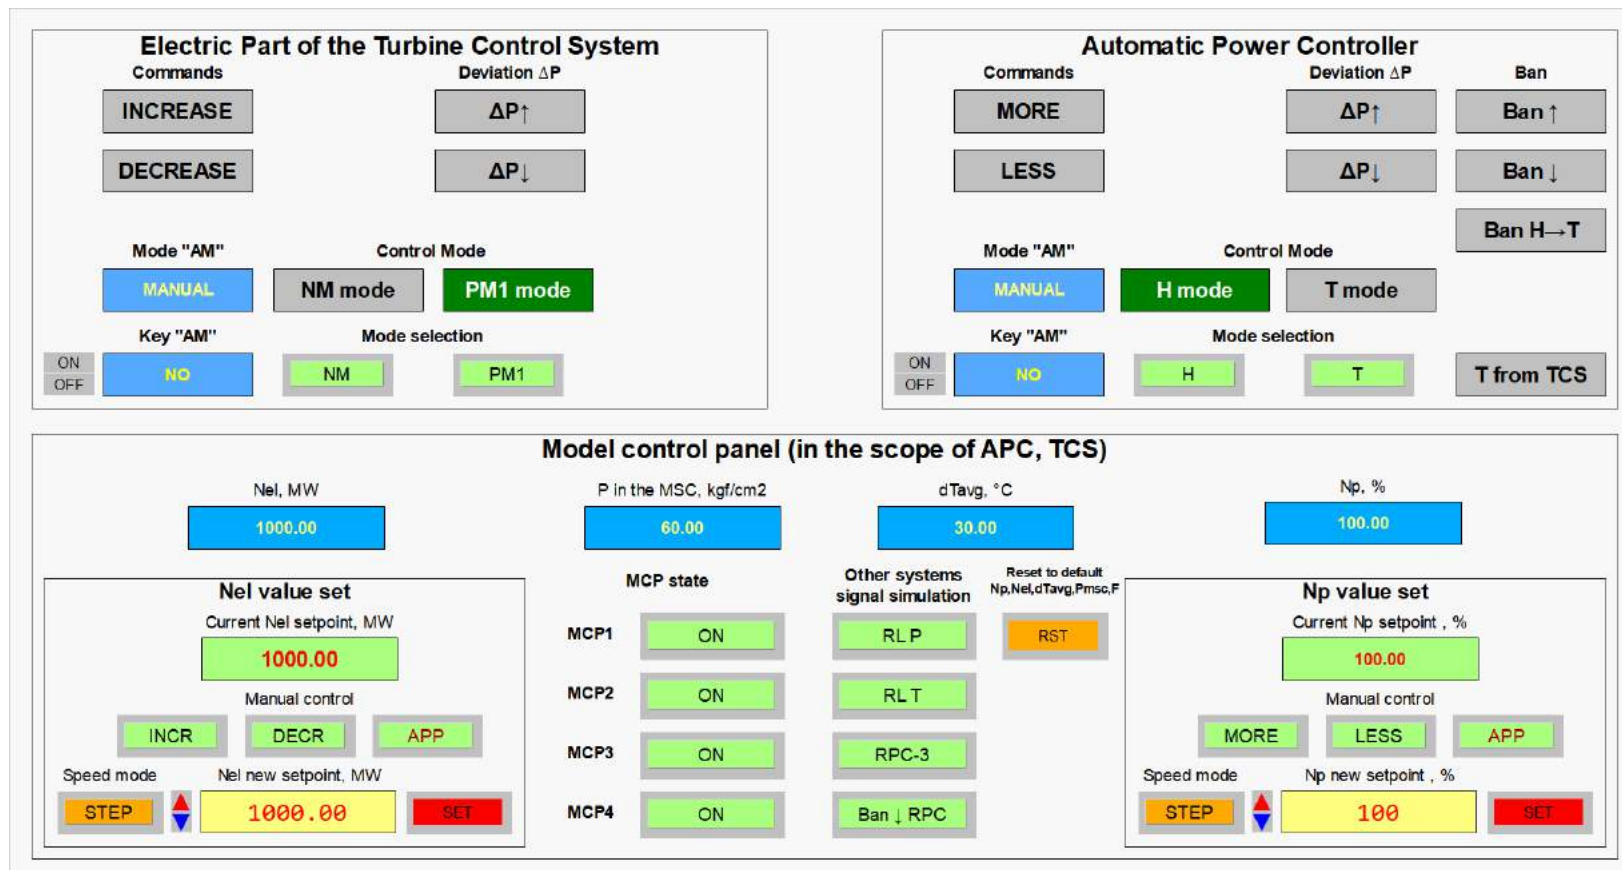 Electric Part of the Turbine Control System
Commands
Deviation ΔP
INCREASE
ΔP↑
DECREASE
ΔP↓
Mode "AM"
Control Mode
MANUAL
NM mode
PM1 mode
Key "AM"
Mode selection
ON
OFF
NO
NM
PM1
Automatic Power Controller
Commands
Deviation ΔP
Ban
MORE
ΔP↑
Ban ↑
LESS
ΔP↓
Ban ↓
Ban H→T
Mode "AM"
Control Mode
MANUAL
H mode
T mode
Key "AM"
Mode selection
ON
OFF
NO
H
T
T from TCS
Model control panel (in the scope of APC, TCS)
Nel, MW
P in the MSC, kgf/cm2
dTavg, °C
Np, %
1000.00
60.00
30.00
100.00
Nel value set
Current Nel setpoint, MW
1000.00
Manual control
INCR
DECR
APP
Speed mode
Nel new setpoint, MW
STEP
1000.00
SET
MCP state
MCP1
ON
MCP2
ON
MCP3
ON
MCP4
ON
Other systems
signal simulation
RL P
RL T
RPC-3
Ban ↓ RPC
Reset to default
Np,Nel,dTavg,Pmsc,F
RST
Np value set
Current Np setpoint , %
100.00
Manual control
MORE
LESS
APP
Speed mode
Np new setpoint , %
STEP
100
SET